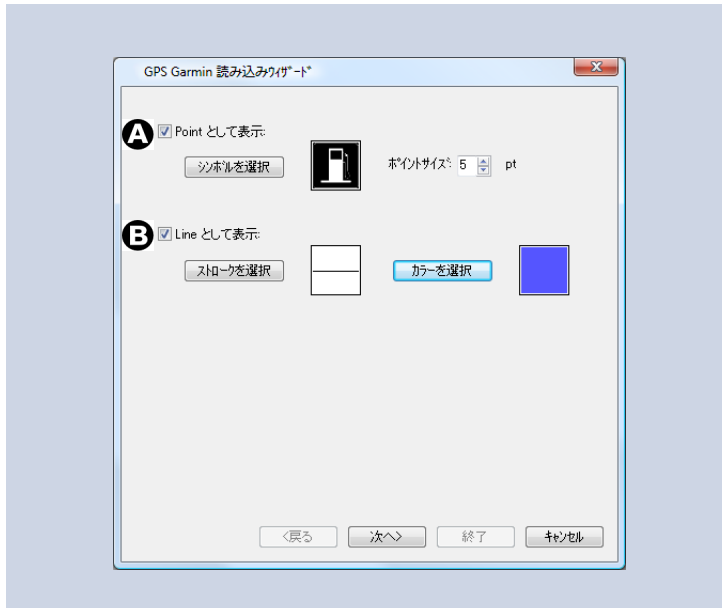 GPS Garmin 読み込みｳｨｻﾞｰﾄﾞ
A Point として表示:
ｼﾝﾎﾞﾙを選択 ﾎﾟｲﾝﾄｻｲｽﾞ: 5 pt
B Line として表示:
ｽﾄﾛｰｸを選択 ｶﾗｰを選択
<戻る 次へ> 終了 ｷｬﾝｾﾙ